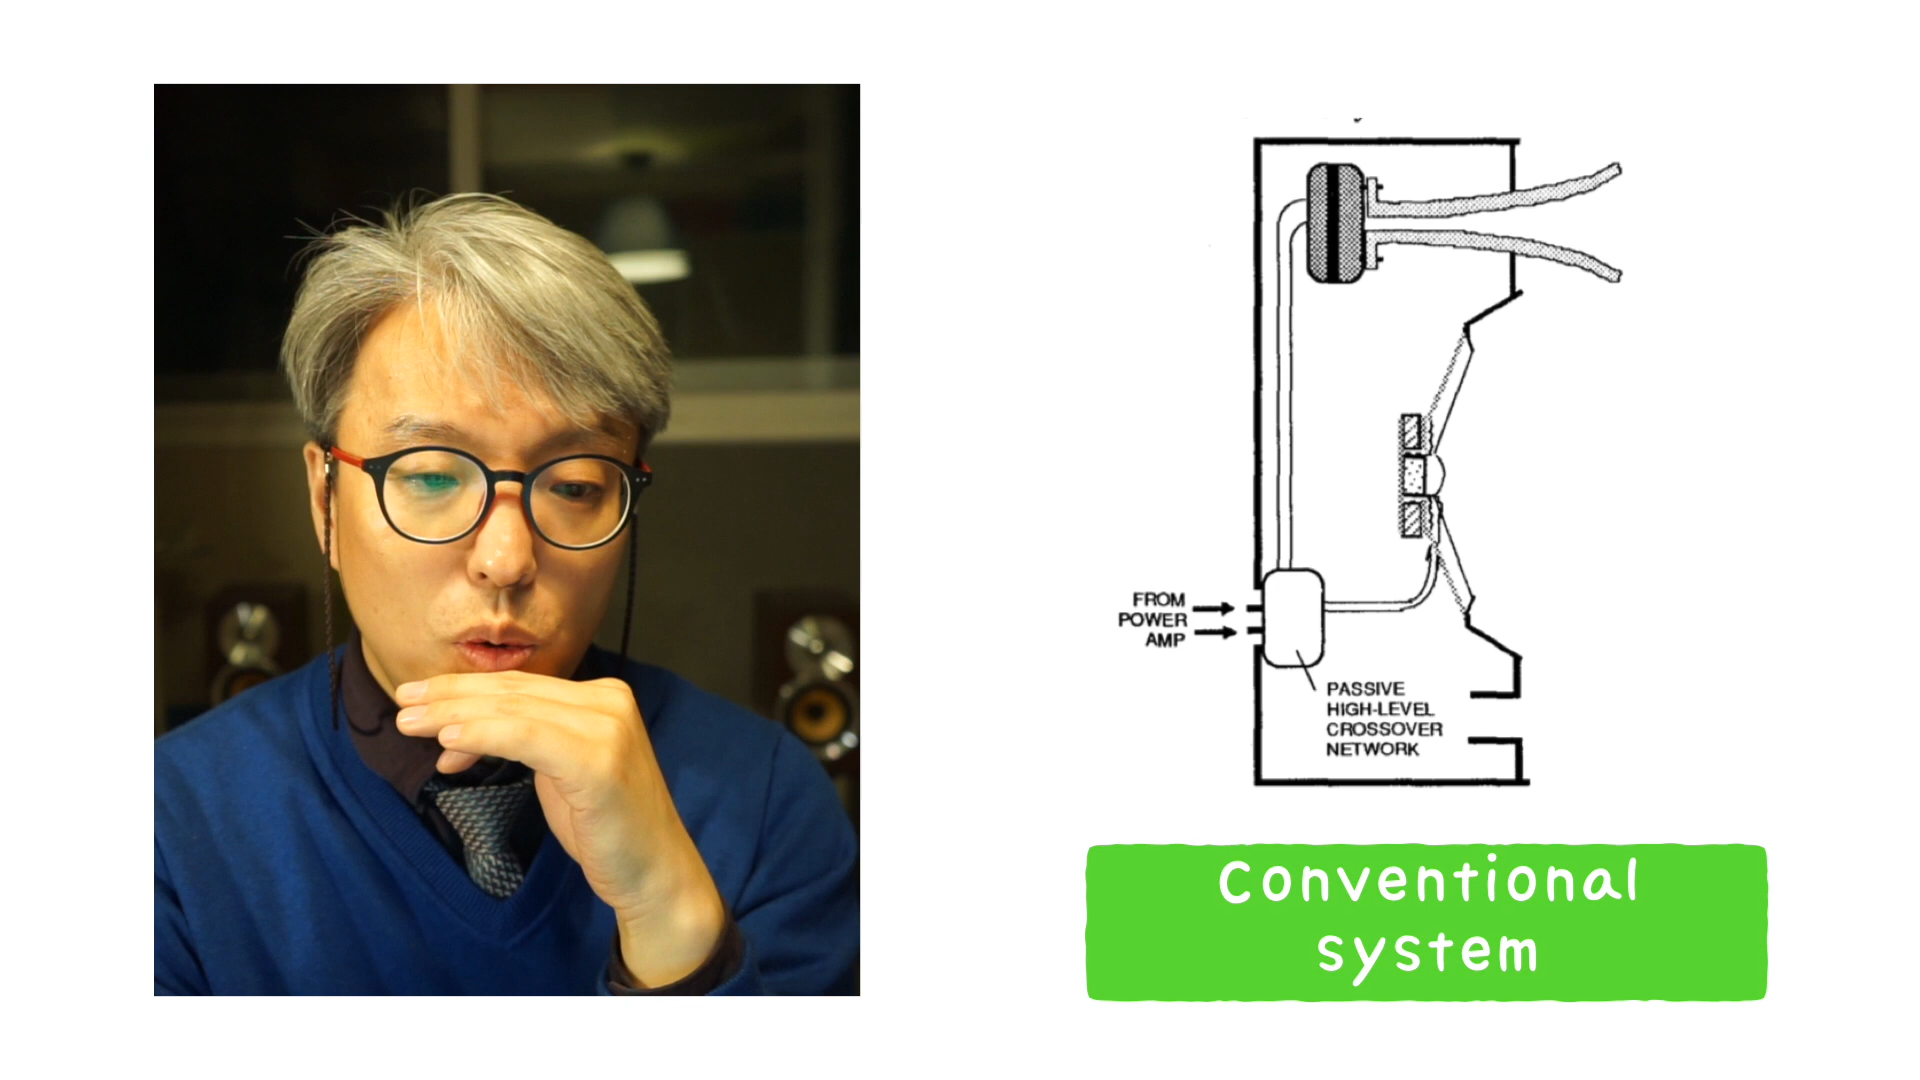 FROM
POWER
AMP
PASSIVE
HIGH-LEVEL
CROSSOVER
NETWORK
Conventional
system